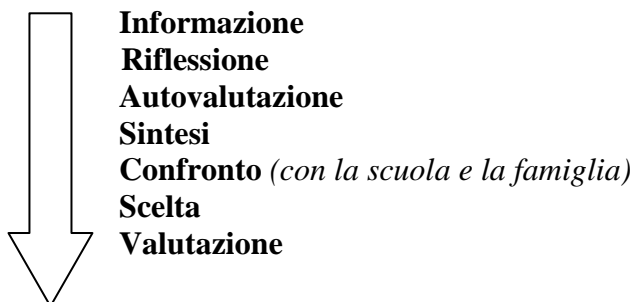 Informazione
Riflessione
Autovalutazione
Sintesi
Confronto (con la scuola e la famiglia)
Scelta
Valutazione